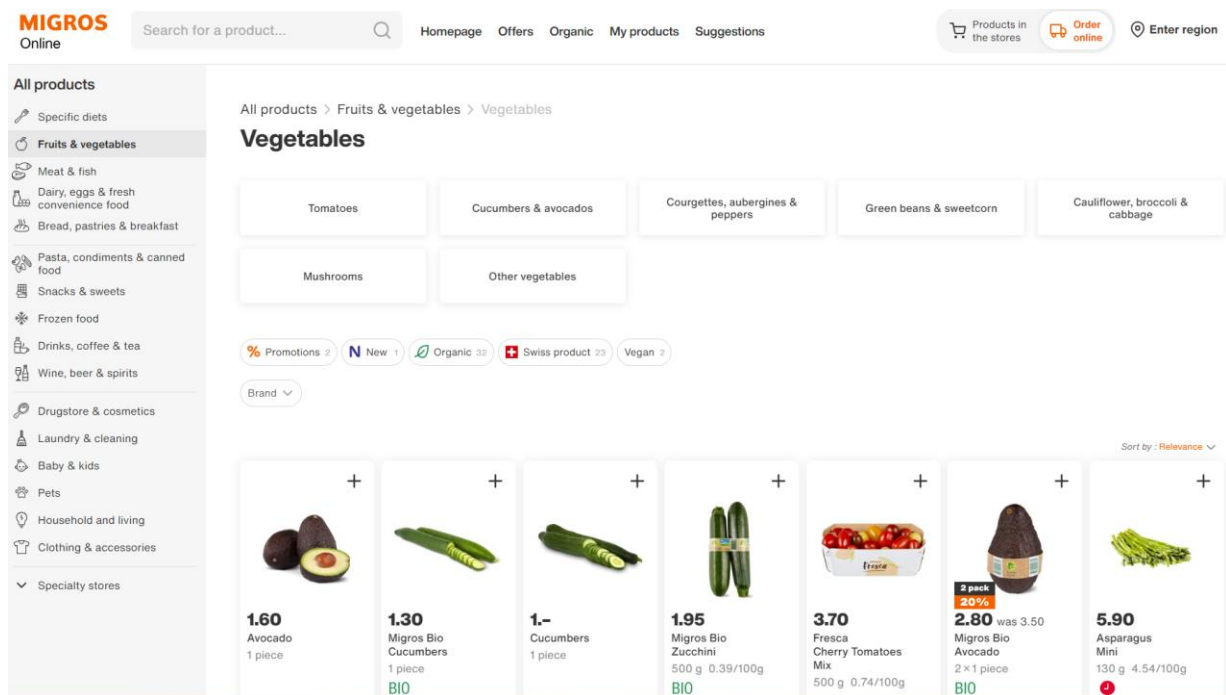 MIGROS
Online
Search for a product...
Homepage Offers Organic My products Suggestions
Products in
the stores
Order
online
Enter region
All products
Specific diets
Fruits & vegetables
Meat & fish
Dairy, eggs & fresh
convenience food
Bread, pastries & breakfast
Pasta, condiments & canned
food
Snacks & sweets
Frozen food
Drinks, coffee & tea
Wine, beer & spirits
Drugstore & cosmetics
Laundry & cleaning
Baby & kids
Pets
Household and living
Clothing & accessories
Specialty stores
All products > Fruits & vegetables > Vegetables
Vegetables
Tomatoes
Cucumbers & avocados
Courgettes, aubergines &
peppers
Green beans & sweetcorn
Cauliflower, broccoli &
cabbage
Mushrooms
Other vegetables
% Promotions 2
N New 1
Organic 32
Swiss product 23
Vegan 2
Brand
Sort by : Relevance
1.60
Avocado
1 piece
1.30
Migros Bio
Cucumbers
1 piece
BIO
1.–
Cucumbers
1 piece
1.95
Migros Bio
Zucchini
500 g 0.39/100g
BIO
Fresca
3.70
Fresca
Cherry Tomatoes
Mix
500 g 0.74/100g
2 pack
20%
2.80 was 3.50
Migros Bio
Avocado
2×1 piece
BIO
5.90
Asparagus
Mini
130 g 4.54/100g